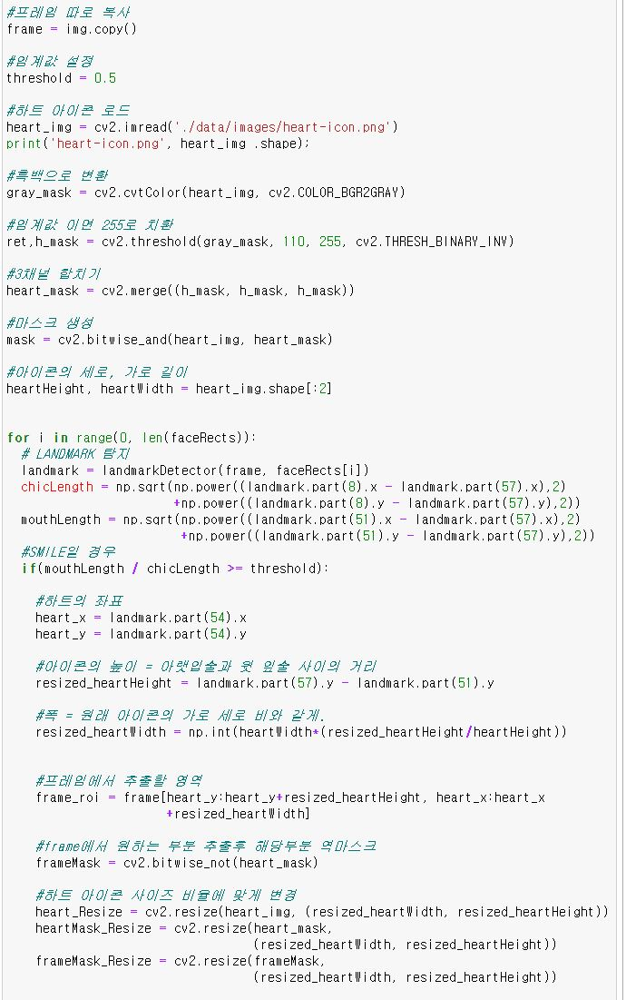 #프레임 따로 복사
frame = img.copy()
#임계값 설정
threshold = 0.5
#하트 아이콘 로드
heart_img = cv2.imread('./data/images/heart-icon.png')
print('heart-icon.png', heart_img .shape);
#흑백으로 변환
gray_mask = cv2.cvtColor(heart_img, cv2.COLOR_BGR2GRAY)
#임계값 이면 255로 치환
ret,h_mask = cv2.threshold(gray_mask, 110, 255, cv2.THRESH_BINARY_INV)
#3채널 합치기
heart_mask = cv2.merge((h_mask, h_mask, h_mask))
#마스크 생성
mask = cv2.bitwise_and(heart_img, heart_mask)
#아이콘의 세로, 가로 길이
heartHeight, heartWidth = heart_img.shape[:2]
for i in range(0, len(faceRects)):
# LANDMARK 탐지
landmark = landmarkDetector(frame, faceRects[i])
chicLength = np.sqrt(np.power((landmark.part(8).x - landmark.part(57).x),2)
+np.power((landmark.part(8).y - landmark.part(57).y),2))
mouthLength = np.sqrt(np.power((landmark.part(51).x - landmark.part(57).x),2)
+np.power((landmark.part(51).y - landmark.part(57).y),2))
#SMILE일 경우
if(mouthLength / chicLength >= threshold):
#하트의 좌표
heart_x = landmark.part(54).x
heart_y = landmark.part(54).y
#아이콘의 높이 = 아랫입술과 윗 입술 사이의 거리
resized_heartHeight = landmark.part(57).y - landmark.part(51).y
#폭 = 원래 아이콘의 가로 세로 비와 같게.
resized_heartWidth = np.int(heartWidth*(resized_heartHeight/heartHeight))
#프레임에서 추출할 영역
frame_roi = frame[heart_y:heart_y+resized_heartHeight, heart_x:heart_x
+resized_heartWidth]
#frame에서 원하는 부분 추출후 해당부분 역마스크
frameMask = cv2.bitwise_not(heart_mask)
#하트 아이콘 사이즈 비율에 맞게 변경
heart_Resize = cv2.resize(heart_img, (resized_heartWidth, resized_heartHeight))
heartMask_Resize = cv2.resize(heart_mask,
(resized_heartWidth, resized_heartHeight))
frameMask_Resize = cv2.resize(frameMask,
(resized_heartWidth, resized_heartHeight))